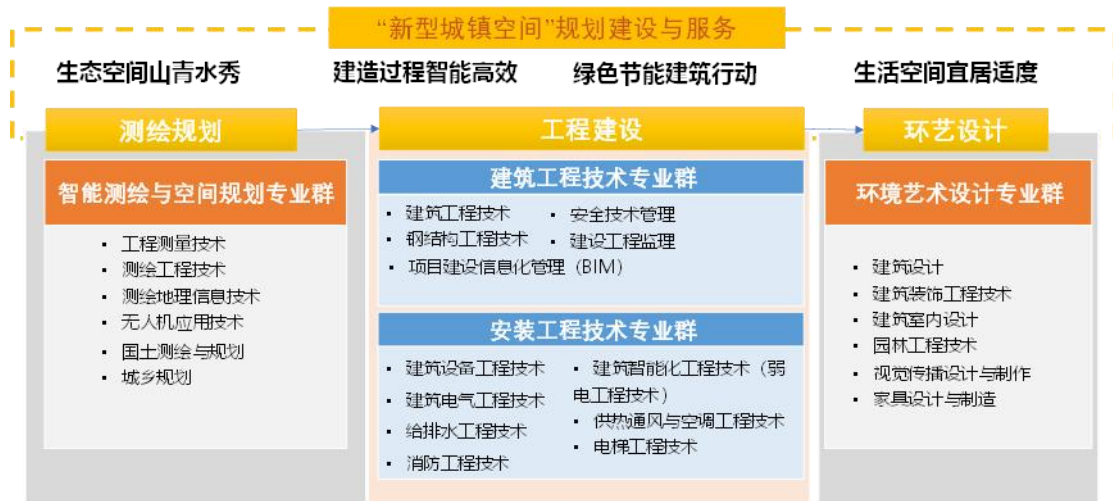 “新型城镇空间”规划建设与服务
生态空间山青水秀
建造过程智能高效
绿色节能建筑行动
生活空间宜居适度
测绘规划
工程建设
环艺设计
智能测绘与空间规划专业群
工程测量技术
测绘工程技术
测绘地理信息技术
无人机应用技术
国土测绘与规划
城乡规划
建筑工程技术专业群
建筑工程技术
安全技术管理
钢结构工程技术
建设工程监理
项目建设信息化管理（BIM）
安装工程技术专业群
建筑设备工程技术
建筑电气工程技术
给排水工程技术
消防工程技术
建筑智能化工程技术（弱
电工程技术）
供热通风与空调工程技术
电梯工程技术
环境艺术设计专业群
建筑设计
建筑装饰工程技术
建筑室内设计
园林工程技术
视觉传播设计与制作
家具设计与制造